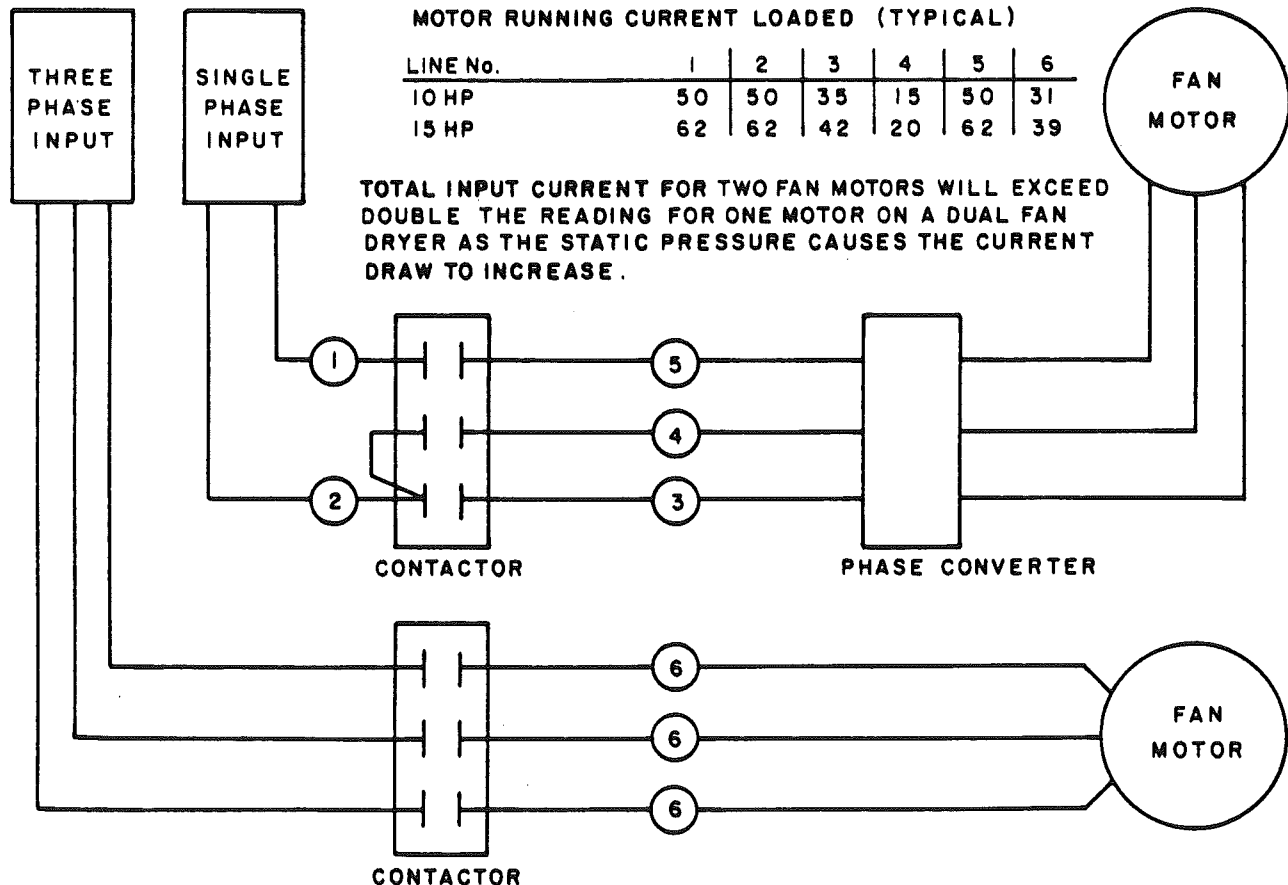 MOTOR RUNNING CURRENT LOADED (TYPICAL)
LINE No. 1 2 3 4 5 6
10 HP 50 50 35 15 50 31
15 HP 62 62 42 20 62 39
THREE
PHASE
INPUT
SINGLE
PHASE
INPUT
FAN
MOTOR
TOTAL INPUT CURRENT FOR TWO FAN MOTORS WILL EXCEED
DOUBLE THE READING FOR ONE MOTOR ON A DUAL FAN
DRYER AS THE STATIC PRESSURE CAUSES THE CURRENT
DRAW TO INCREASE.
1
5
4
2
3
CONTACTOR
PHASE CONVERTER
6
6
6
FAN
MOTOR
CONTACTOR